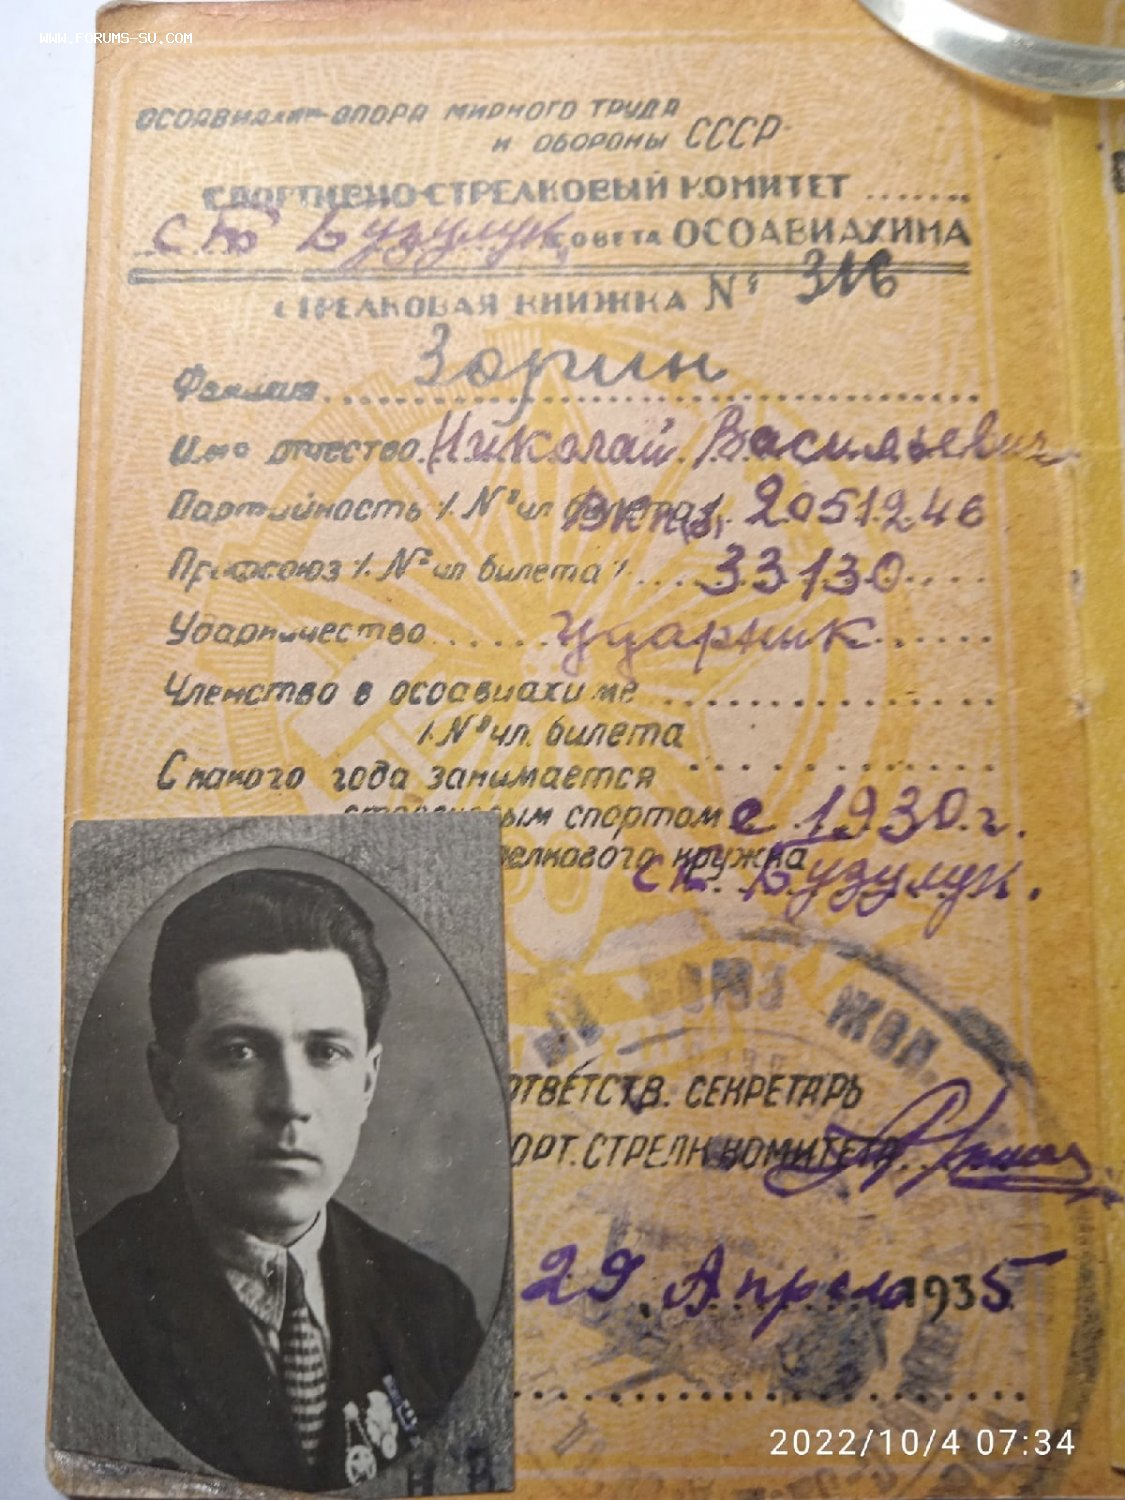 WWW.FORUMS-SU.COM
ОСОАВИАХИМ-ОПОРА МИРНОГО ТРУДА
И ОБОРОНЫ СССР
СПОРТИВНО-СТРЕЛКОВЫЙ КОМИТЕТ .......
Бузулук СОВЕТА ОСОАВИАХИМА
СТРЕЛКОВАЯ КНИЖКА № 316
Фамилия Зорин
Имя отчество Николай Васильевич
Партийность /№ чл билета/ ВКП(б) 2051246
Профсоюз /№ чл билета/ 33130
Ударничество Ударник
Членство в осоавиахиме
/№ чл. билета
С какого года занимается
стрелковым спортом с 1930 г.
елкового кружка
Бузулук.
ОТВЕТСТВ. СЕКРЕТАРЬ
ОРТ. СТРЕЛК. КОМИТЕТА
29 Апреля 1935
2022/10/4 07:34